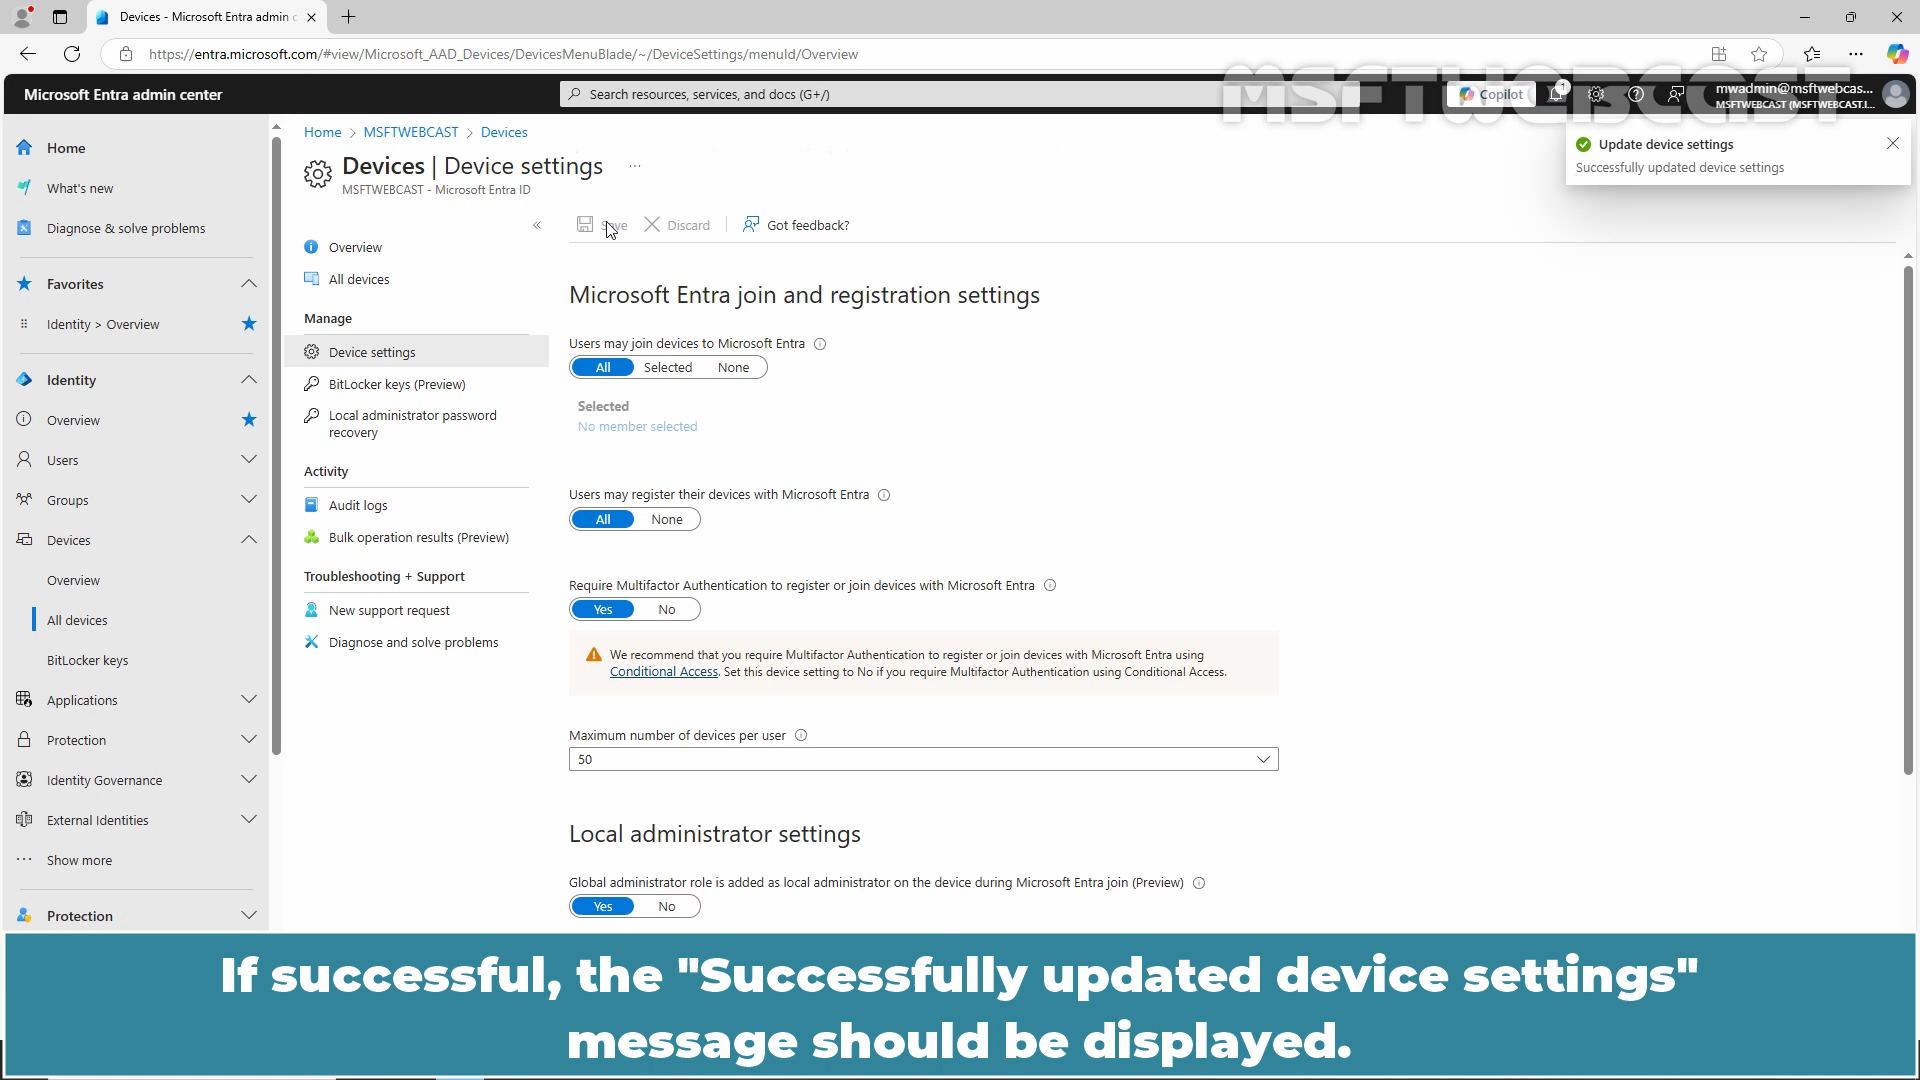 Devices - Microsoft Entra admin c
https://entra.microsoft.com/#view/Microsoft_AAD_Devices/DevicesMenuBlade/~/DeviceSettings/menuId/Overview
Microsoft Entra admin center
Search resources, services, and docs (G+/)
MSFTWEBCAST
Copilot
1
mwadmin@msftwebcas...
MSFTWEBCAST (MSFTWEBCAST.I...
Update device settings
Successfully updated device settings
Home
What's new
Diagnose & solve problems
Favorites
Identity > Overview
Identity
Overview
Users
Groups
Devices
Overview
All devices
BitLocker keys
Applications
Protection
Identity Governance
External Identities
Show more
Protection
Home > MSFTWEBCAST > Devices
Devices | Device settings
MSFTWEBCAST - Microsoft Entra ID
Overview
All devices
Manage
Device settings
BitLocker keys (Preview)
Local administrator password
recovery
Activity
Audit logs
Bulk operation results (Preview)
Troubleshooting + Support
New support request
Diagnose and solve problems
Save Discard Got feedback?
Microsoft Entra join and registration settings
Users may join devices to Microsoft Entra
All Selected None
Selected
No member selected
Users may register their devices with Microsoft Entra
All None
Require Multifactor Authentication to register or join devices with Microsoft Entra
Yes No
We recommend that you require Multifactor Authentication to register or join devices with Microsoft Entra using
Conditional Access. Set this device setting to No if you require Multifactor Authentication using Conditional Access.
Maximum number of devices per user
50
Local administrator settings
Global administrator role is added as local administrator on the device during Microsoft Entra join (Preview)
Yes No
If successful, the "Successfully updated device settings"
message should be displayed.